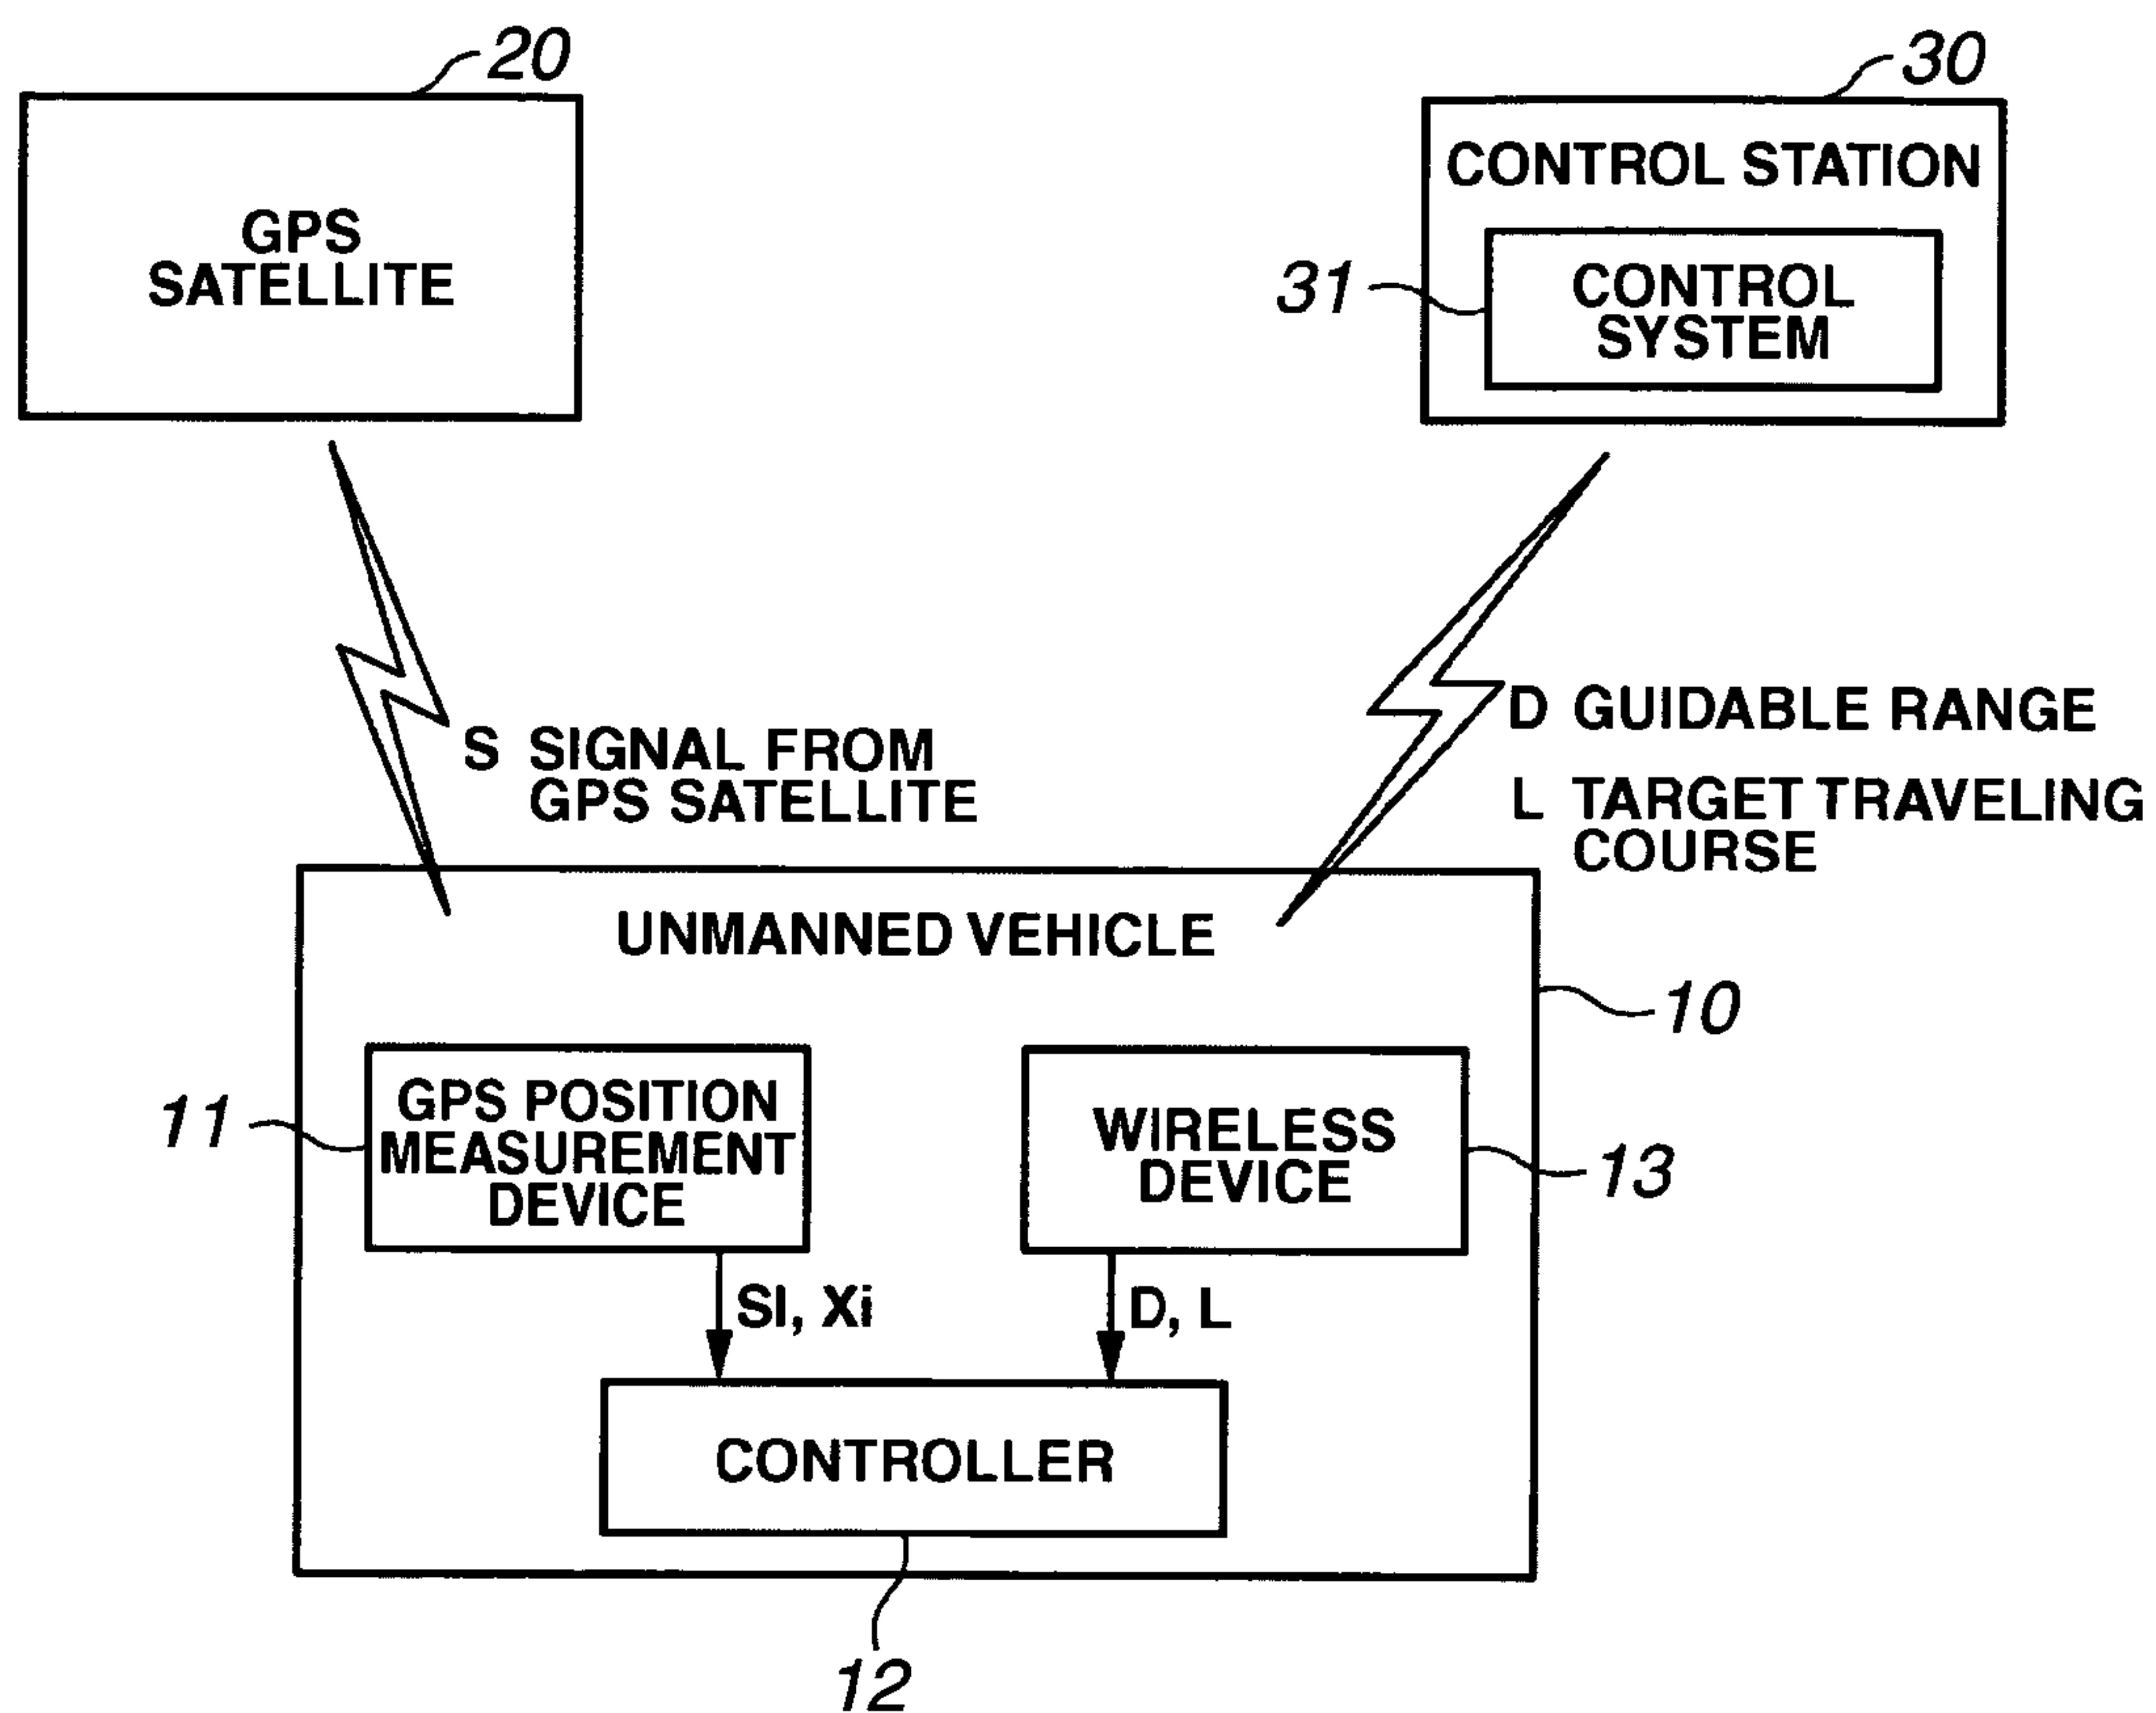 20
30
GPS
SATELLITE
CONTROL STATION
31
CONTROL
SYSTEM
S SIGNAL FROM
GPS SATELLITE
D GUIDABLE RANGE
L TARGET TRAVELING
COURSE
UNMANNED VEHICLE
10
11
GPS POSITION
MEASUREMENT
DEVICE
WIRELESS
DEVICE
13
SI, Xi
D, L
CONTROLLER
12